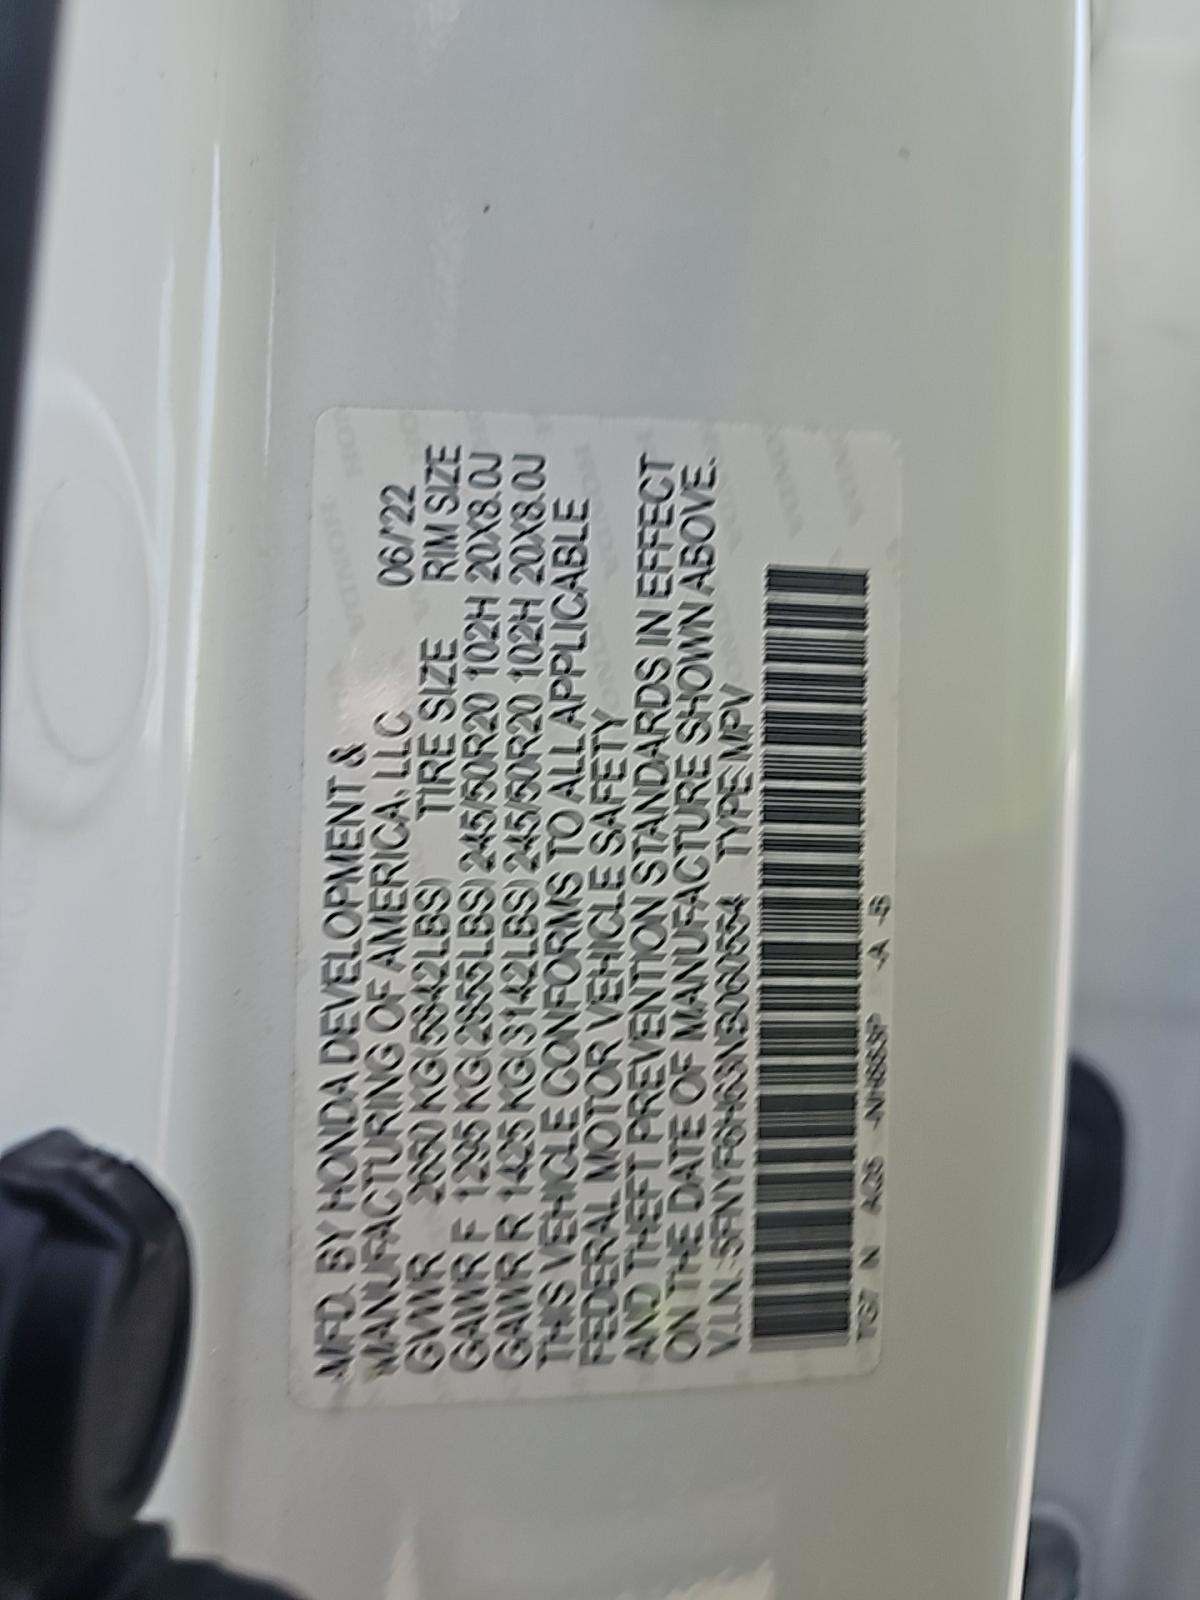 MFD. BY HONDA DEVELOPMENT &
MANUFACTURING OF AMERICA, LLC 06/'22
GVWR 2650 KG(5842LBS) TIRE SIZE RIM SIZE
GAWR F 1295 KG(2855LBS) 245/50R20 102H 20X8.0J
GAWR R 1425 KG(3142LBS) 245/50R20 102H 20X8.0J
THIS VEHICLE CONFORMS TO ALL APPLICABLE
FEDERAL MOTOR VEHICLE SAFETY
AND THEFT PREVENTION STANDARDS IN EFFECT
ON THE DATE OF MANUFACTURE SHOWN ABOVE.
V.I.N.:5FNYF8H63NB060534 TYPE:MPV
TG7 N -NH883P -A -B